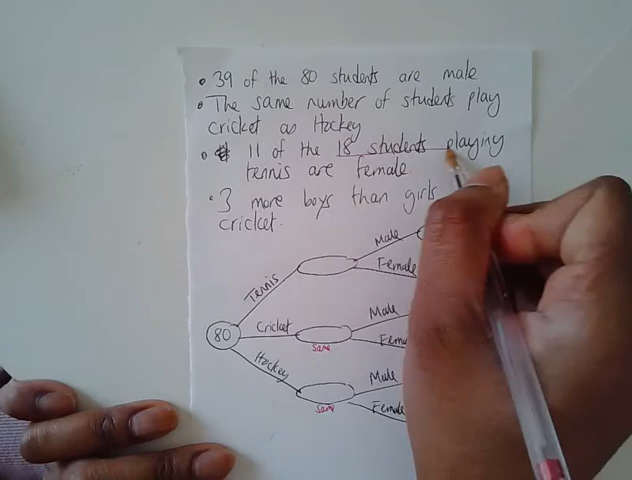 • 39 of the 80 students are male
• The same number of students play
cricket as Hockey
• 11 of the 18 students playing
tennis are female.
• 3 more boys than girls
cricket.
Male
Tennis
Female
80
Cricket
same
Male
Fema
Hockey
same
Male
Female